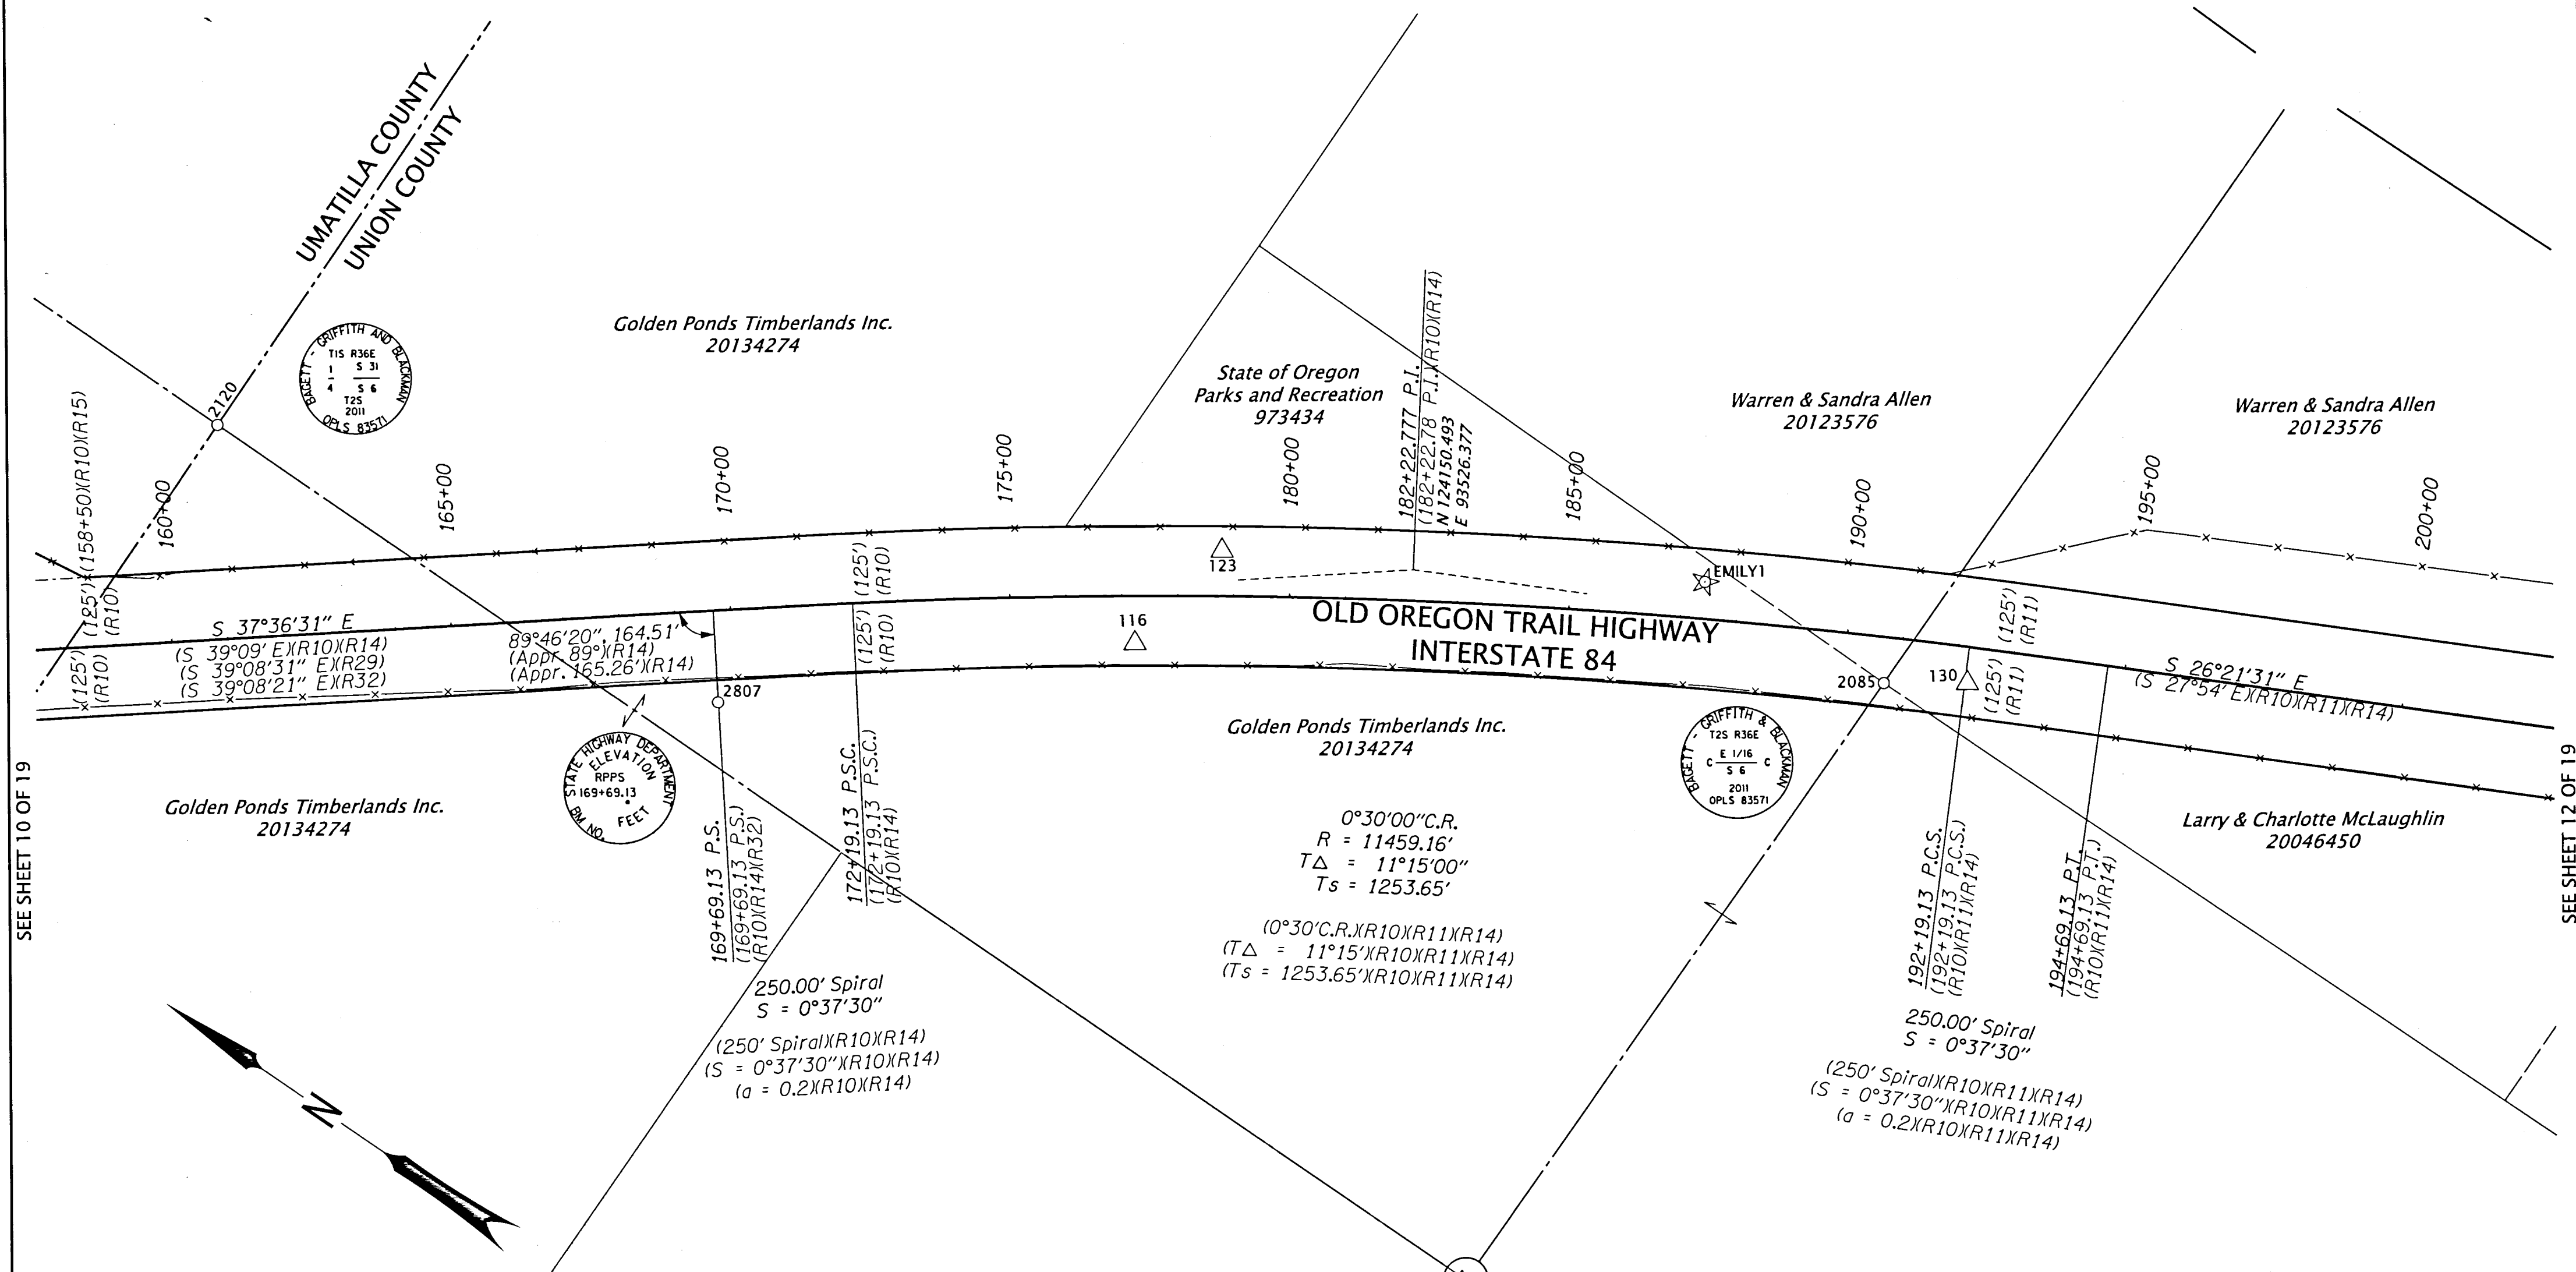 UMATILLA COUNTY
UNION COUNTY
BAGETT - GRIFFITH AND BLACKMAN
T1S R36E
1 S 31
4 S 6
T2S
2011
OPLS 83571
2120
Golden Ponds Timberlands Inc.
20134274
State of Oregon
Parks and Recreation
973434
182+22.777 P.I.
(182+22.78 P.I.)(R10)(R14)
N 124150.493
E 93526.377
Warren & Sandra Allen
20123576
Warren & Sandra Allen
20123576
(158+50)(R10)(R15)
160+00
165+00
170+00
175+00
180+00
185+00
190+00
195+00
200+00
(125')
(R10)
(125')
(R10)
(125')
(R10)
(125')
(R10)
123
116
EMILY1
OLD OREGON TRAIL HIGHWAY
INTERSTATE 84
S 37°36'31" E
(S 39°09' E)(R10)(R14)
(S 39°08'31" E)(R29)
(S 39°08'21" E)(R32)
89°46'20", 164.51'
(Appr. 89°)(R14)
(Appr. 165.26')(R14)
2807
2085
130
(125')
(R11)
(125')
(R11)
S 26°21'31" E
(S 27°54' E)(R10)(R11)(R14)
STATE HIGHWAY DEPARTMENT
ELEVATION
RPPS
169+69.13
FEET
BM NO.
Golden Ponds Timberlands Inc.
20134274
Golden Ponds Timberlands Inc.
20134274
BAGETT - GRIFFITH & BLACKMAN
T2S R36E
C E 1/16 C
S 6
2011
OPLS 83571
Larry & Charlotte McLaughlin
20046450
169+69.13 P.S.
(169+69.13 P.S.)
(R10)(R14)(R32)
172+19.13 P.S.C.
(172+19.13 P.S.C.)
(R10)(R14)
0°30'00"C.R.
R = 11459.16'
T△ = 11°15'00"
Ts = 1253.65'
(0°30'C.R.)(R10)(R11)(R14)
(T△ = 11°15')(R10)(R11)(R14)
(Ts = 1253.65')(R10)(R11)(R14)
192+19.13 P.C.S.
(192+19.13 P.C.S.)
(R10)(R11)(R14)
194+69.13 P.T.
(194+69.13 P.T.)
(R10)(R11)(R14)
250.00' Spiral
S = 0°37'30"
(250' Spiral)(R10)(R14)
(S = 0°37'30")(R10)(R14)
(a = 0.2)(R10)(R14)
250.00' Spiral
S = 0°37'30"
(250' Spiral)(R10)(R11)(R14)
(S = 0°37'30")(R10)(R11)(R14)
(a = 0.2)(R10)(R11)(R14)
N
SEE SHEET 10 OF 19
SEE SHEET 12 OF 19